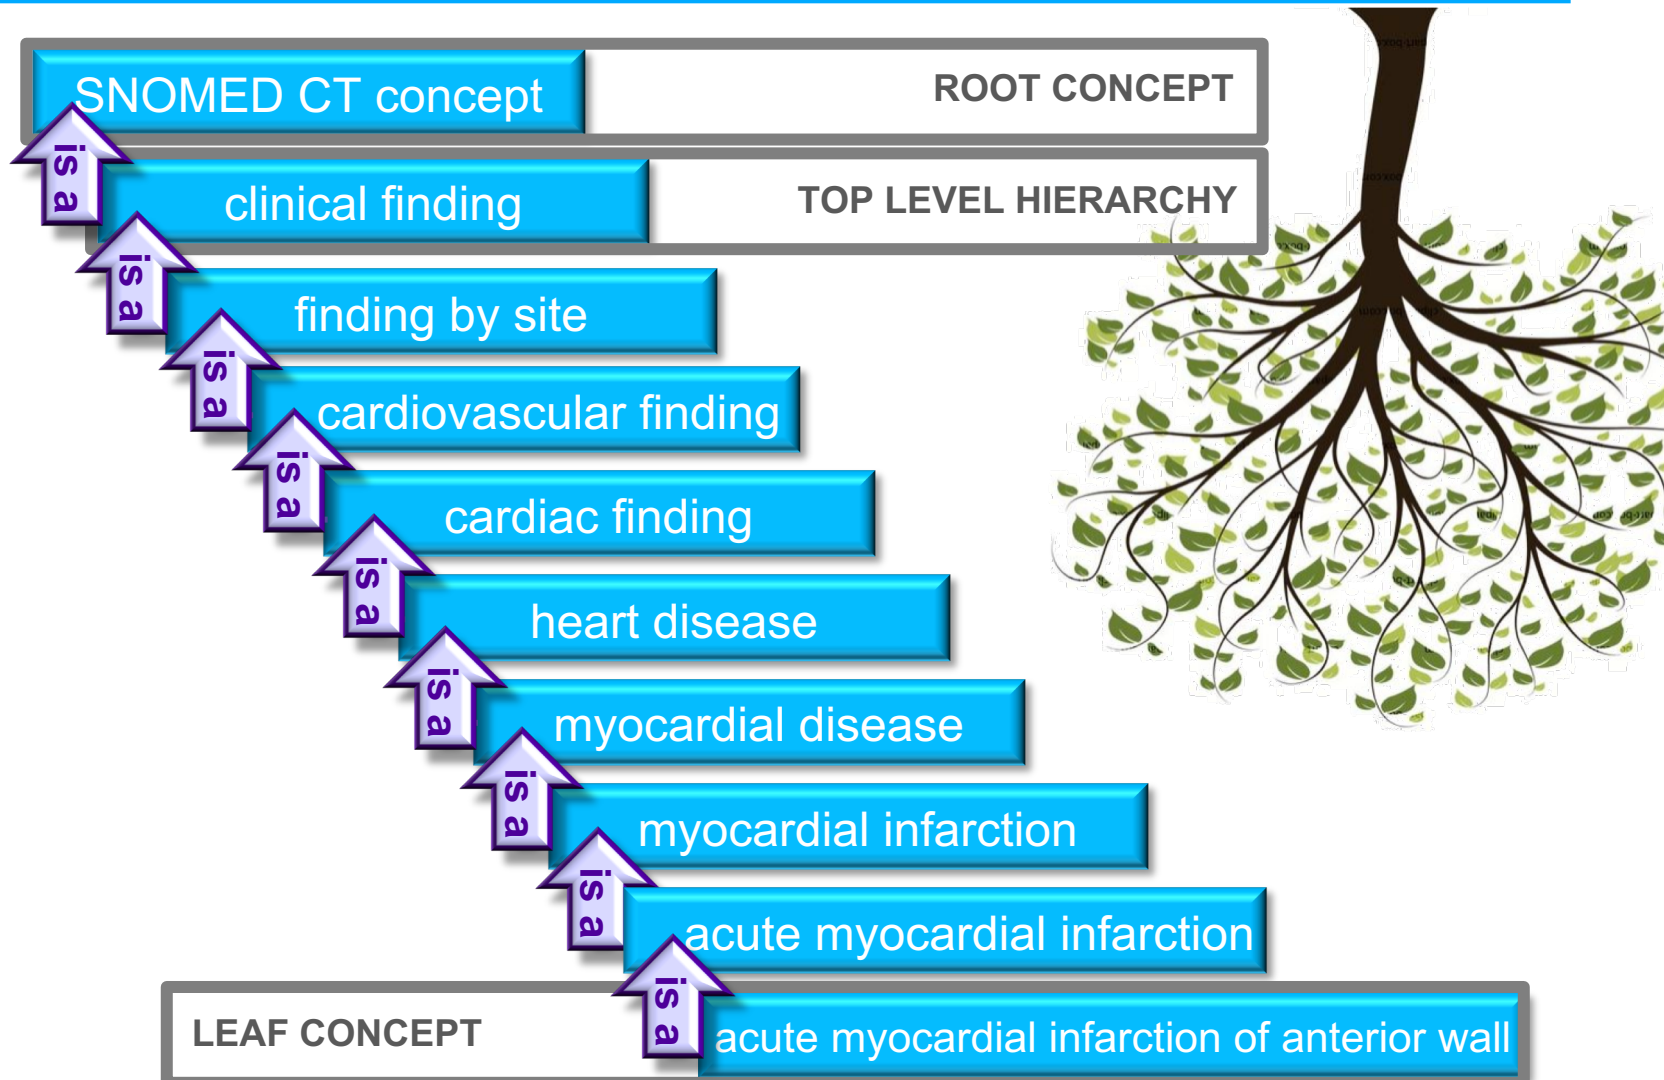 SNOMED CT concept
ROOT CONCEPT
is a
clinical finding
TOP LEVEL HIERARCHY
is a
finding by site
is a
cardiovascular finding
is a
cardiac finding
is a
heart disease
is a
myocardial disease
is a
myocardial infarction
is a
acute myocardial infarction
is a
LEAF CONCEPT
acute myocardial infarction of anterior wall